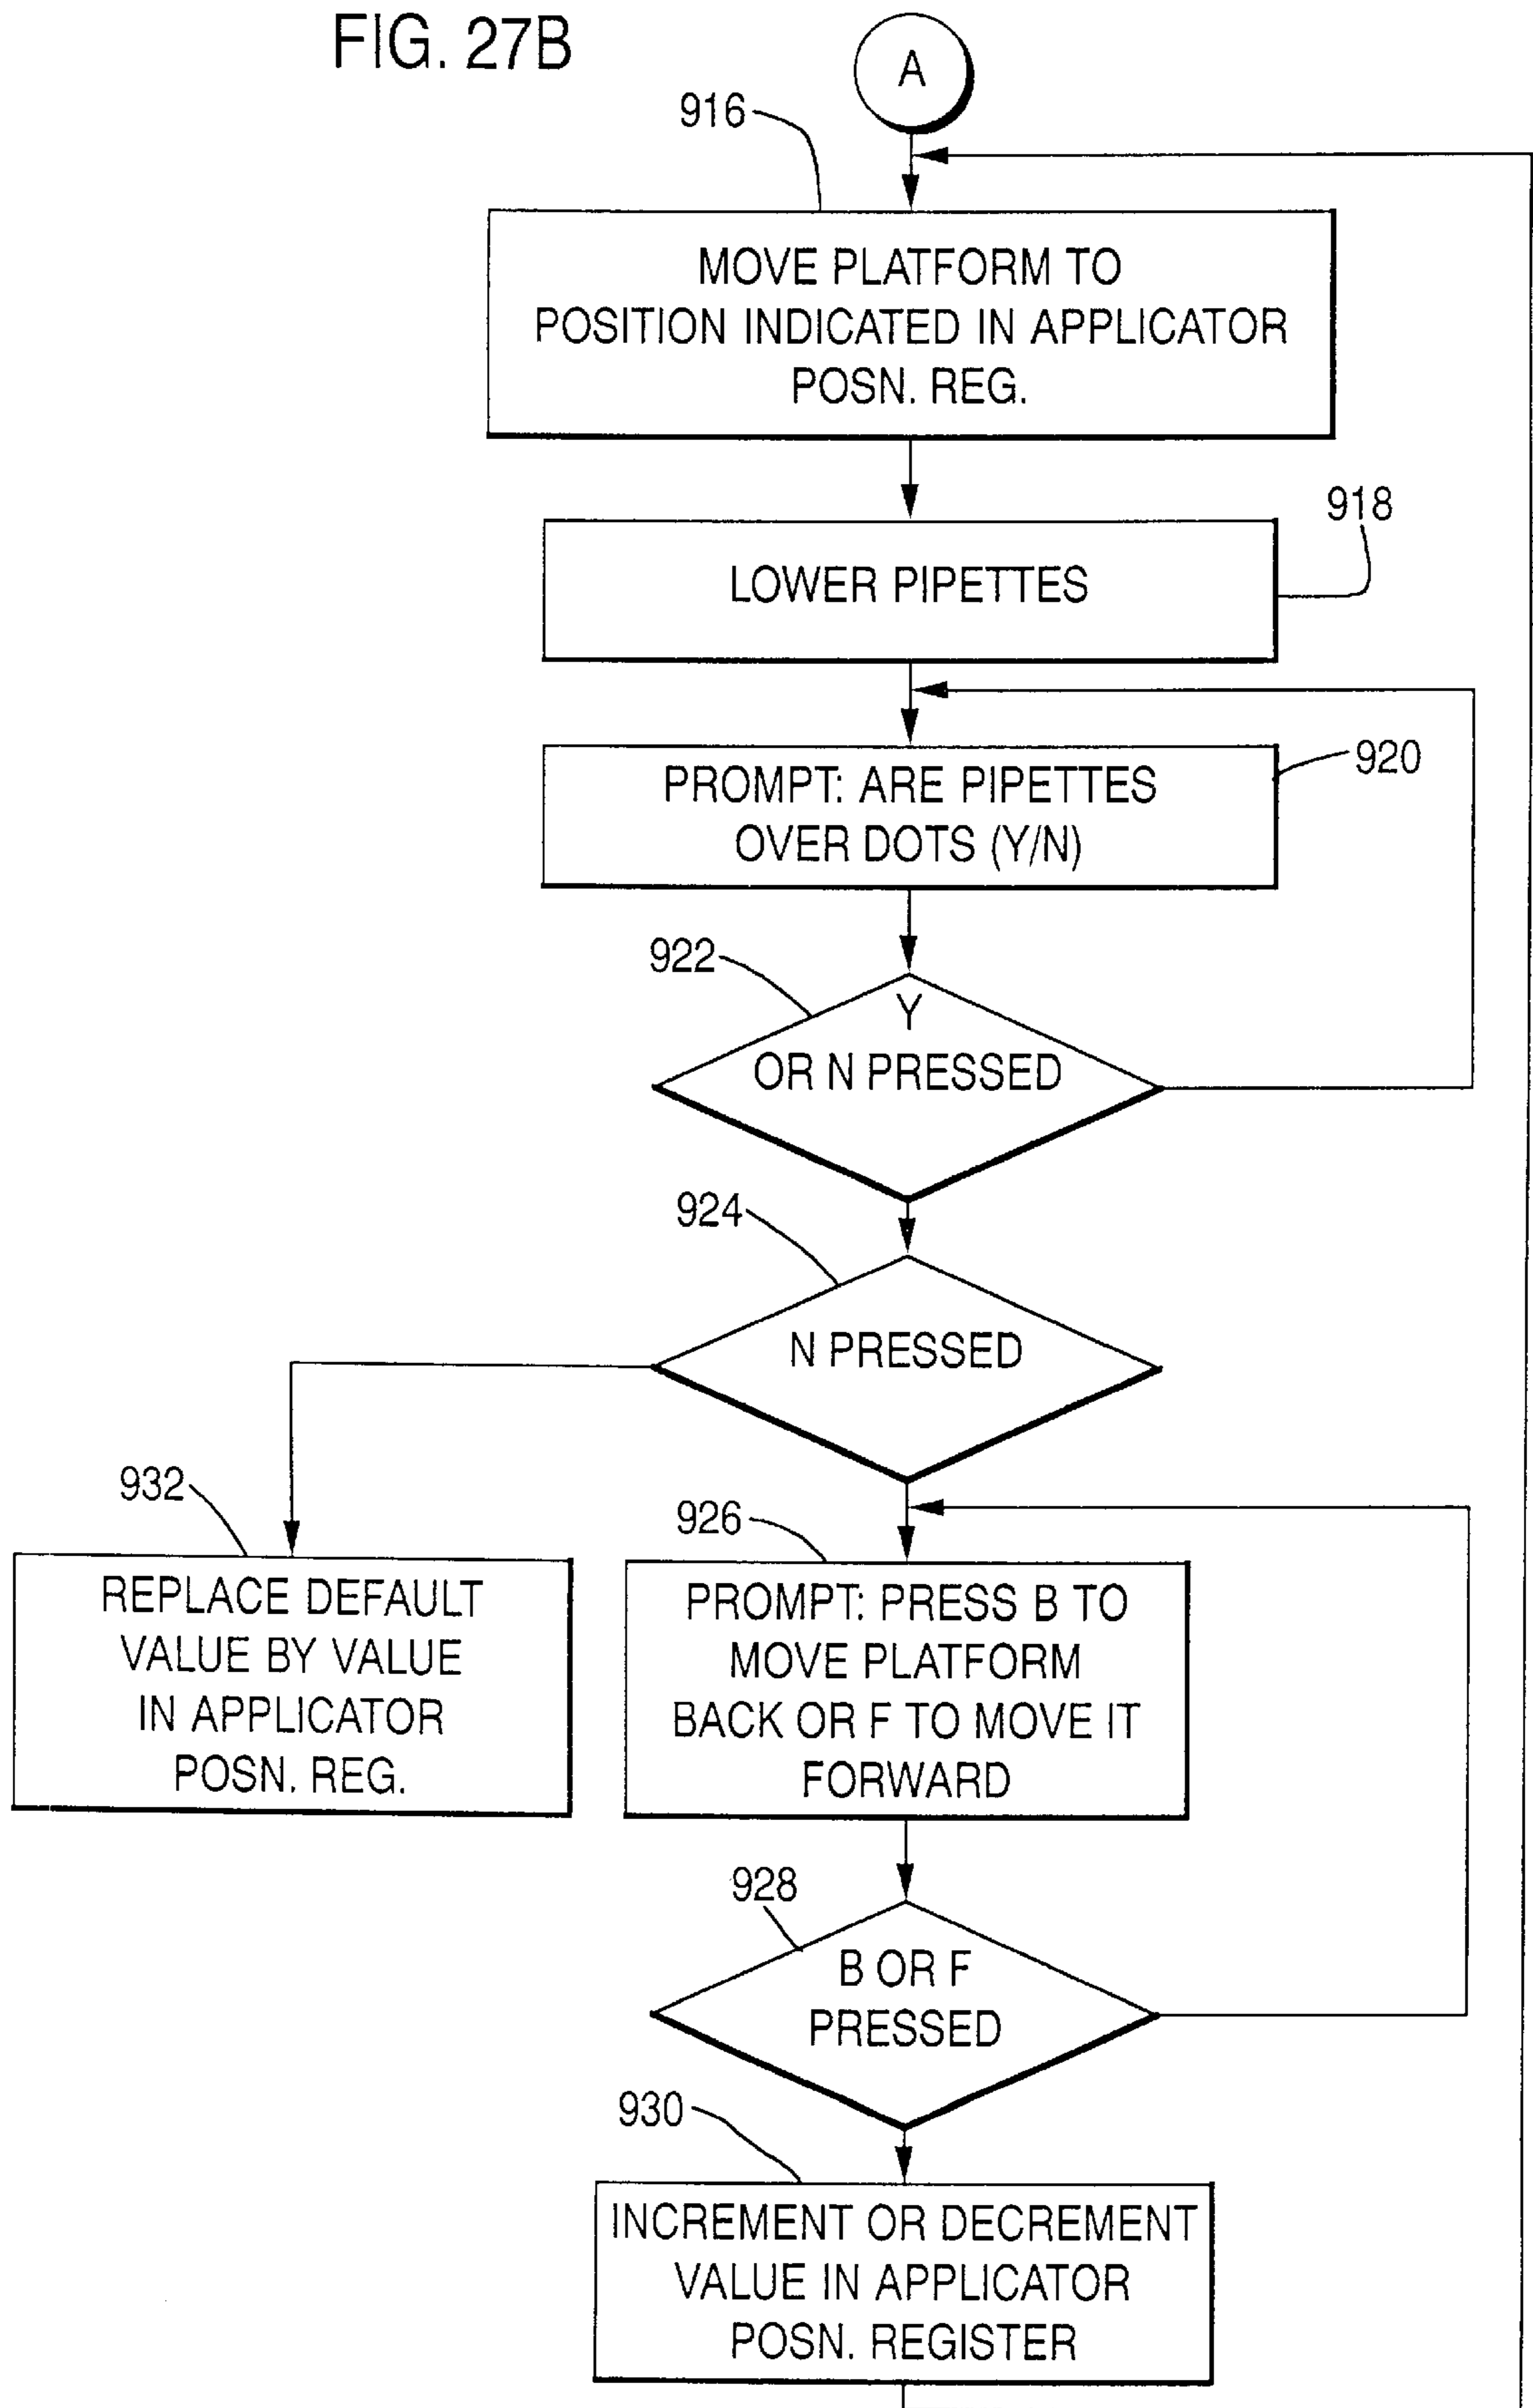 FIG. 27B
A
916
MOVE PLATFORM TO
POSITION INDICATED IN APPLICATOR
POSN. REG.
918
LOWER PIPETTES
920
PROMPT: ARE PIPETTES
OVER DOTS (Y/N)
922
Y
OR N PRESSED
924
N PRESSED
932
REPLACE DEFAULT
VALUE BY VALUE
IN APPLICATOR
POSN. REG.
926
PROMPT: PRESS B TO
MOVE PLATFORM
BACK OR F TO MOVE IT
FORWARD
928
B OR F
PRESSED
930
INCREMENT OR DECREMENT
VALUE IN APPLICATOR
POSN. REGISTER